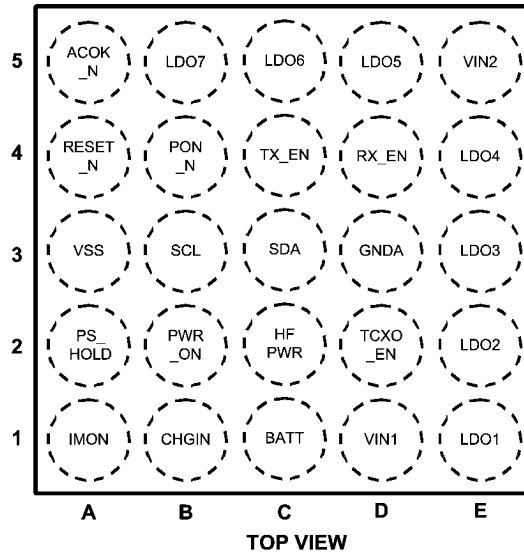 5
ACOK
_N
LDO7
LDO6
LDO5
VIN2
4
RESET
_N
PON
_N
TX_EN
RX_EN
LDO4
3
VSS
SCL
SDA
GNDA
LDO3
2
PS_
HOLD
PWR
_ON
HF
PWR
TCXO
_EN
LDO2
1
IMON
CHGIN
BATT
VIN1
LDO1
A B C D E
TOP VIEW